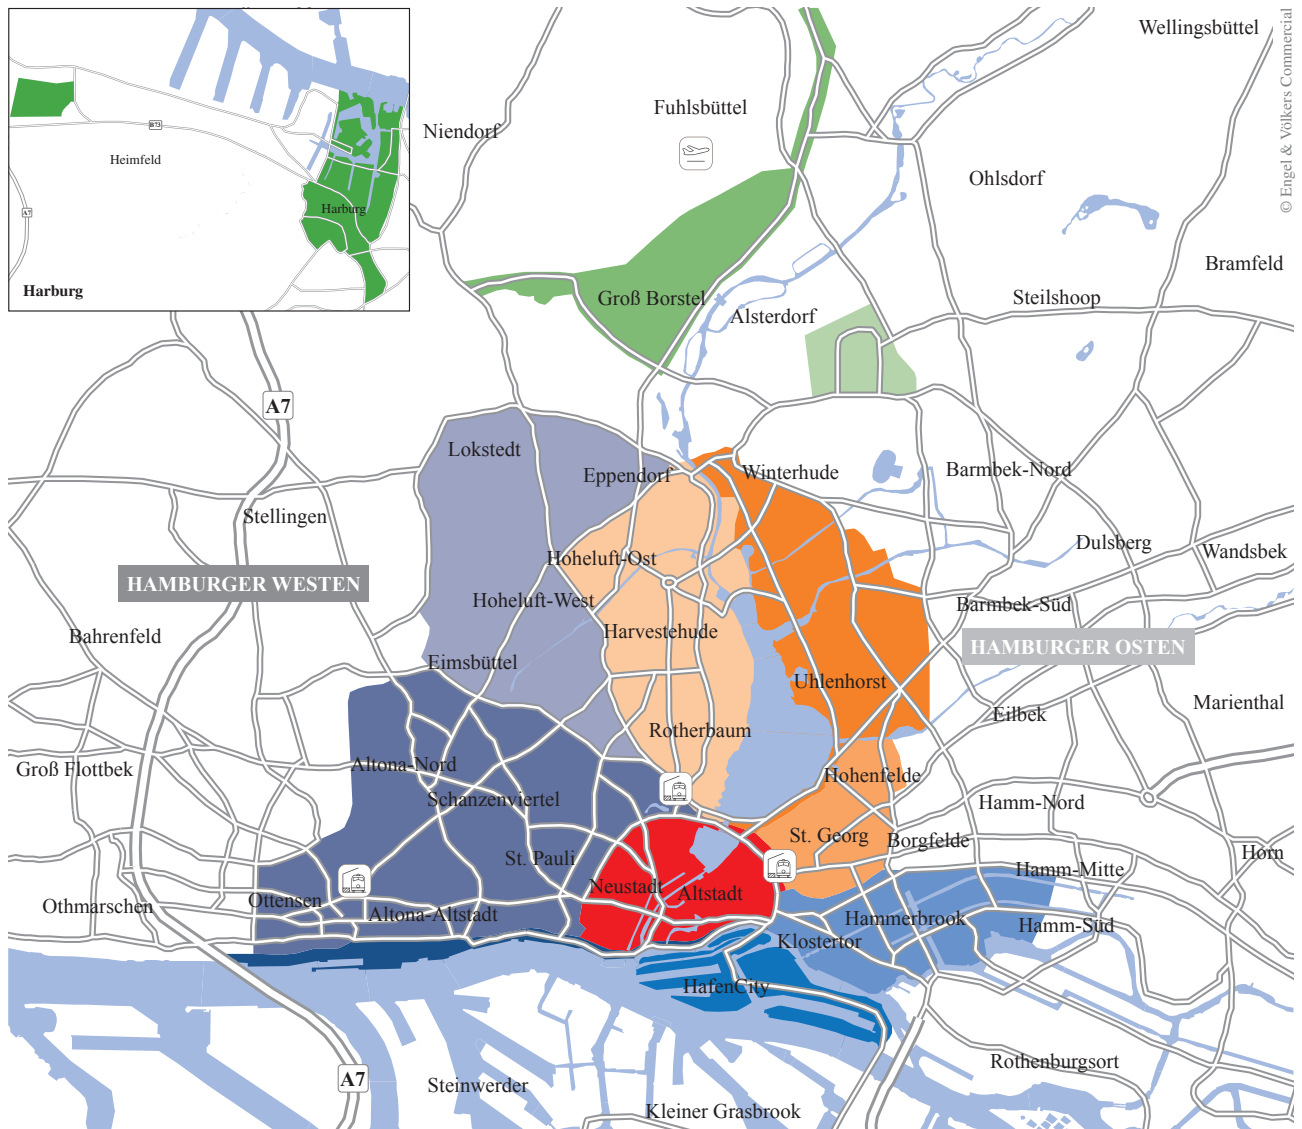 Wellingsbüttel
© Engel & Völkers Commercial
Fuhlsbüttel
Niendorf
B73
Heimfeld
Ohlsdorf
A7
Harburg
Bramfeld
Harburg
Groß Borstel
Steilshoop
Alsterdorf
A7
Lokstedt
Eppendorf
Winterhude
Barmbek-Nord
Stellingen
Dulsberg
Wandsbek
Hoheluft-Ost
HAMBURGER WESTEN
Hoheluft-West
Barmbek-Süd
Bahrenfeld
Harvestehude
HAMBURGER OSTEN
Eimsbüttel
Uhlenhorst
Marienthal
Eilbek
Rotherbaum
Groß Flottbek
Altona-Nord
Hohenfelde
Schanzenviertel
Hamm-Nord
St. Georg
Borgfelde
St. Pauli
Horn
Hamm-Mitte
Neustadt
Altstadt
Ottensen
Othmarschen
Altona-Altstadt
Hammerbrook
Hamm-Süd
Klostertor
HafenCity
Rothenburgsort
A7
Steinwerder
Kleiner Grasbrook